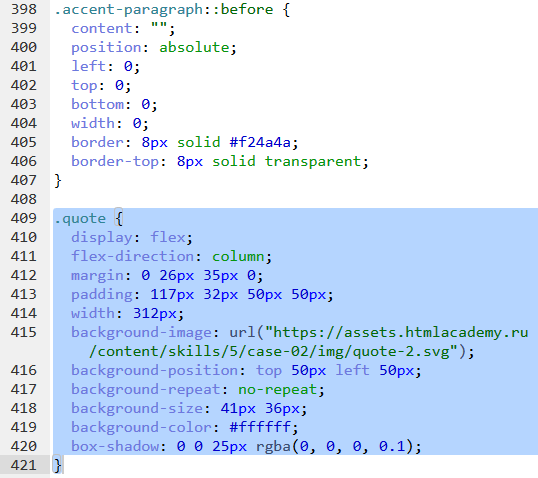 398 .accent-paragraph::before {
399 content: "";
400 position: absolute;
401 left: 0;
402 top: 0;
403 bottom: 0;
404 width: 0;
405 border: 8px solid #f24a4a;
406 border-top: 8px solid transparent;
407 }
408
409 .quote {
410 display: flex;
411 flex-direction: column;
412 margin: 0 26px 35px 0;
413 padding: 117px 32px 50px 50px;
414 width: 312px;
415 background-image: url("https://assets.htmlacademy.ru
/content/skills/5/case-02/img/quote-2.svg");
416 background-position: top 50px left 50px;
417 background-repeat: no-repeat;
418 background-size: 41px 36px;
419 background-color: #ffffff;
420 box-shadow: 0 0 25px rgba(0, 0, 0, 0.1);
421 }